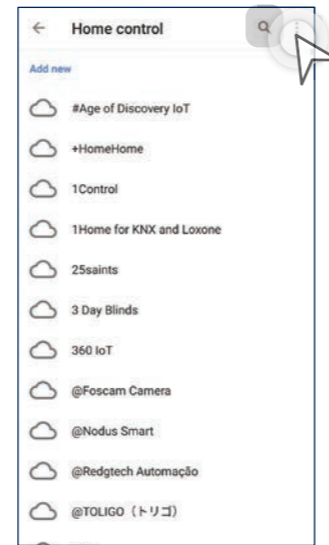 Home control
Add new
#Age of Discovery IoT
+HomeHome
1Control
1Home for KNX and Loxone
25saints
3 Day Blinds
360 IoT
@Foscam Camera
@Nodus Smart
@Redgtech Automação
@TOLIGO（トリゴ）